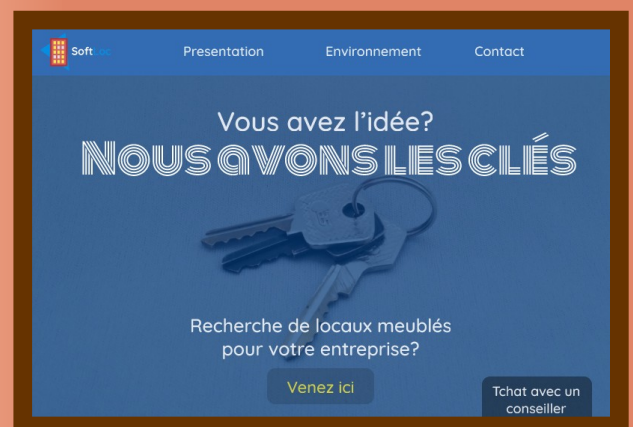 SoftLoc
Presentation
Environnement
Contact
Vous avez l'idée?
Nous avons les clés
Recherche de locaux meublés
pour votre entreprise?
Venez ici
Tchat avec un
conseiller